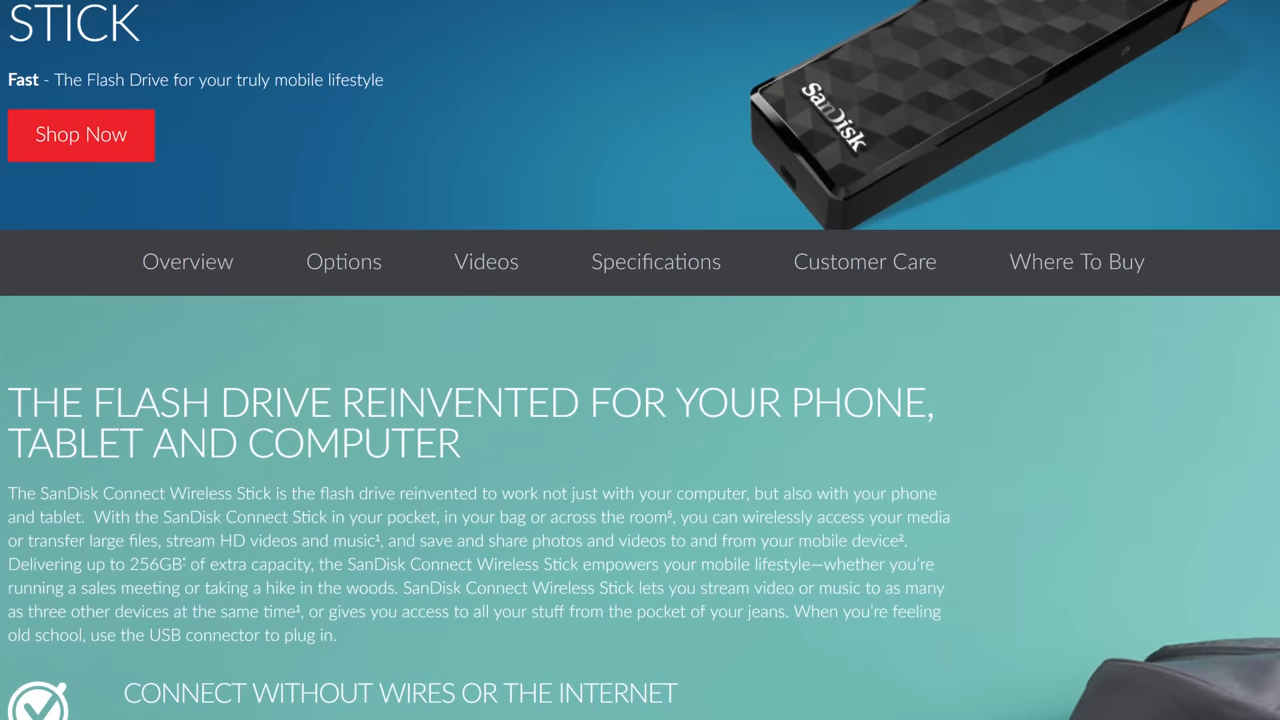 STICK
Fast - The Flash Drive for your truly mobile lifestyle
Shop Now
SanDisk
Overview Options Videos Specifications Customer Care Where To Buy
THE FLASH DRIVE REINVENTED FOR YOUR PHONE,
TABLET AND COMPUTER
The SanDisk Connect Wireless Stick is the flash drive reinvented to work not just with your computer, but also with your phone
and tablet.  With the SanDisk Connect Stick in your pocket, in your bag or across the room⁵, you can wirelessly access your media
or transfer large files, stream HD videos and music¹, and save and share photos and videos to and from your mobile device².
Delivering up to 256GB* of extra capacity, the SanDisk Connect Wireless Stick empowers your mobile lifestyle—whether you’re
running a sales meeting or taking a hike in the woods. SanDisk Connect Wireless Stick lets you stream video or music to as many
as three other devices at the same time¹, or gives you access to all your stuff from the pocket of your jeans. When you’re feeling
old school, use the USB connector to plug in.
CONNECT WITHOUT WIRES OR THE INTERNET